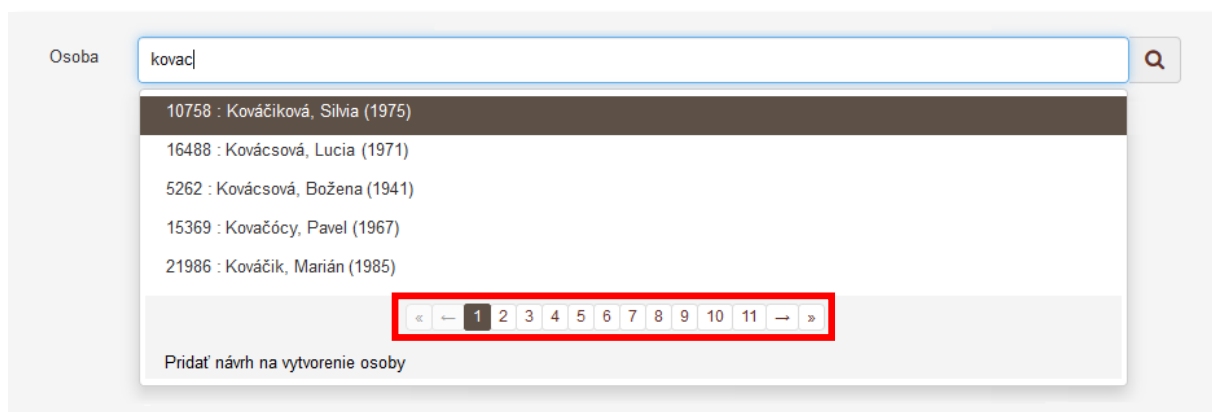 Osoba
kovac
10758 : Kováčiková, Silvia (1975)
16488 : Kovácsová, Lucia (1971)
5262 : Kovácsová, Božena (1941)
15369 : Kovačócy, Pavel (1967)
21986 : Kováčik, Marián (1985)
« ← 1 2 3 4 5 6 7 8 9 10 11 → »
Pridať návrh na vytvorenie osoby